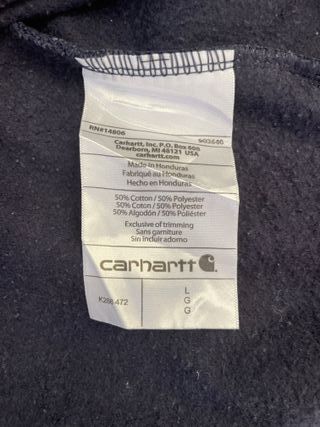 RN#14806
903640
Carhartt, Inc. P.O. Box 600
Dearborn, MI 48121 USA
carhartt.com
Made in Honduras
Fabriqué au Honduras
Hecho en Honduras
50% Cotton / 50% Polyester
50% Coton / 50% Polyester
50% Algodón / 50% Poliéster
Exclusive of trimming
Sans garniture
Sin incluir adorno
carhartt
K288 472
L
G
G